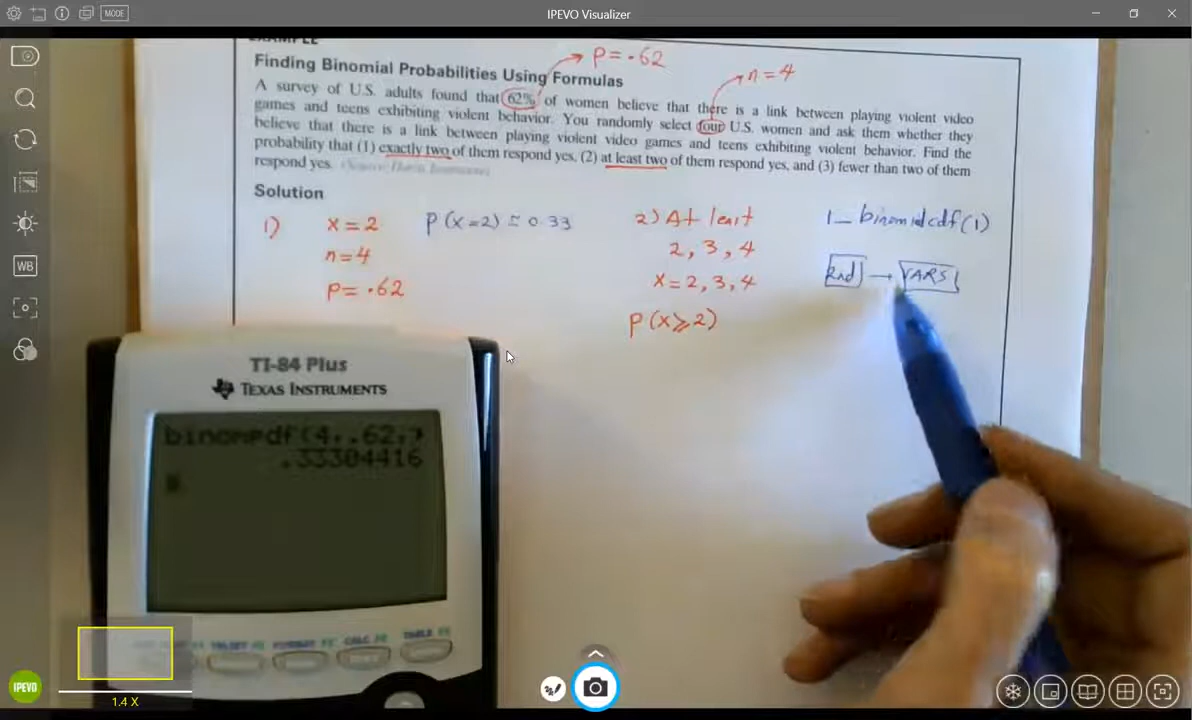 MODE
IPEVO Visualizer
EXAMPLE
Finding Binomial Probabilities Using Formulas
P = .62
n = 4
A survey of U.S. adults found that 62% of women believe that there is a link between playing violent video
games and teens exhibiting violent behavior. You randomly select four U.S. women and ask them whether they
believe that there is a link between playing violent video games and teens exhibiting violent behavior. Find the
probability that (1) exactly two of them respond yes, (2) at least two of them respond yes, and (3) fewer than two of them
respond yes.
Solution
1) x = 2
n = 4
P = .62
P(x=2) ≈ 0.33
2) At least
2, 3, 4
x = 2, 3, 4
P(x≥2)
1 - binomialcdf(1)
2nd → VARS
TI-84 Plus
TEXAS INSTRUMENTS
binompdf(4,.62,
.33304416
WB
IPEVO
1.4 X